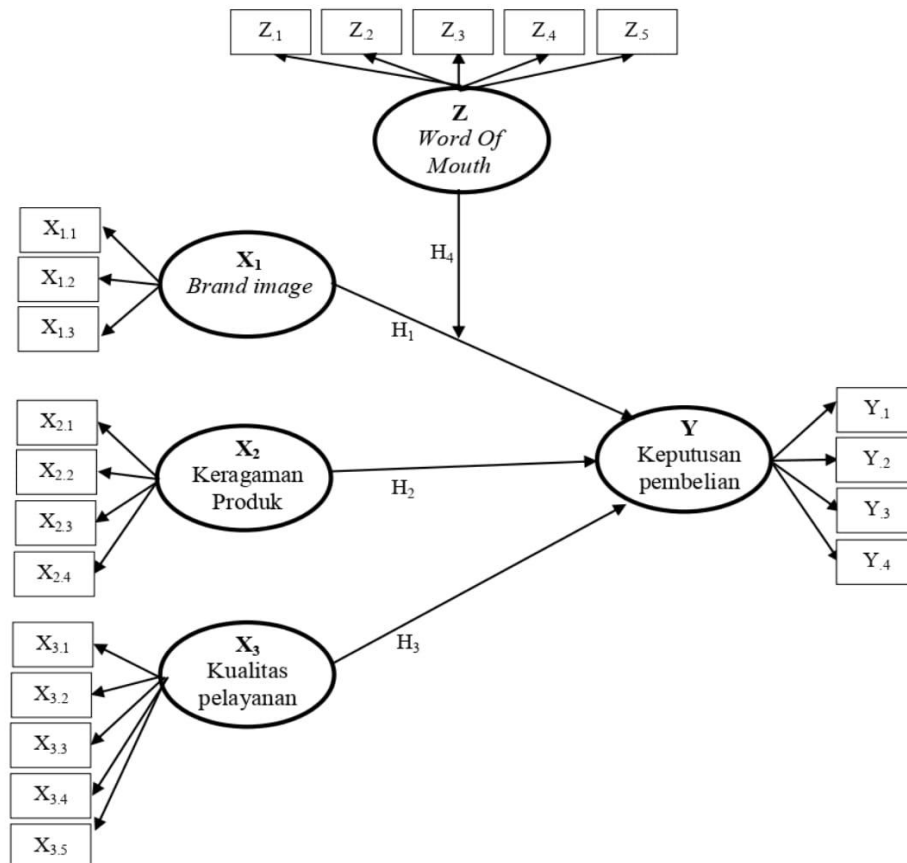 Z.1 Z.2 Z.3 Z.4 Z.5
Z
Word Of
Mouth
H4
X1.1
X1.2
X1.3
X1
Brand image
H1
X2.1
X2.2
X2.3
X2.4
X2
Keragaman
Produk
H2
Y
Keputusan
pembelian
Y.1
Y.2
Y.3
Y.4
X3.1
X3.2
X3.3
X3.4
X3.5
X3
Kualitas
pelayanan
H3